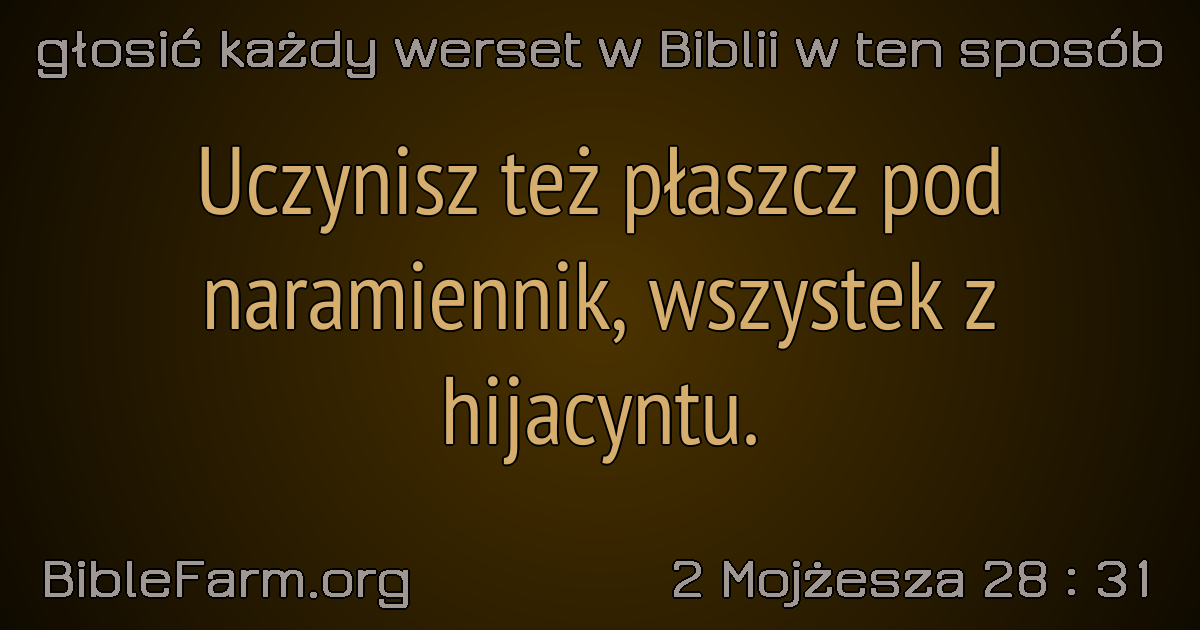 głosić każdy werset w Biblii w ten sposób
Uczynisz też płaszcz pod
naramiennik, wszystek z
hijacyntu.
BibleFarm.org
2 Mojżesza 28 : 31